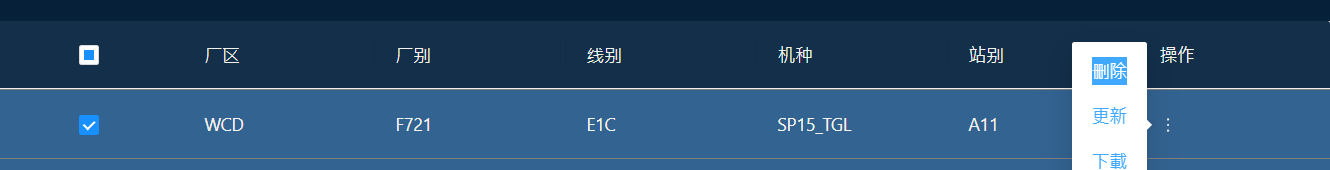 厂区 厂别 线别 机种 站别 操作
删除
更新
WCD F721 E1C SP15_TGL A11
下載